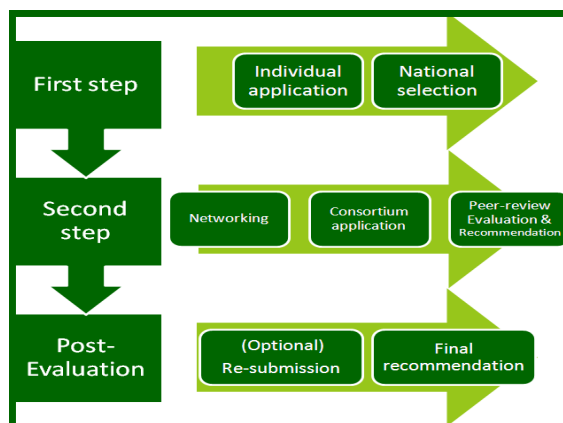 First step
Individual
application
National
selection
Second
step
Networking
Consortium
application
Peer-review
Evaluation &
Recommendation
Post-
Evaluation
(Optional)
Re-submission
Final
recommendation